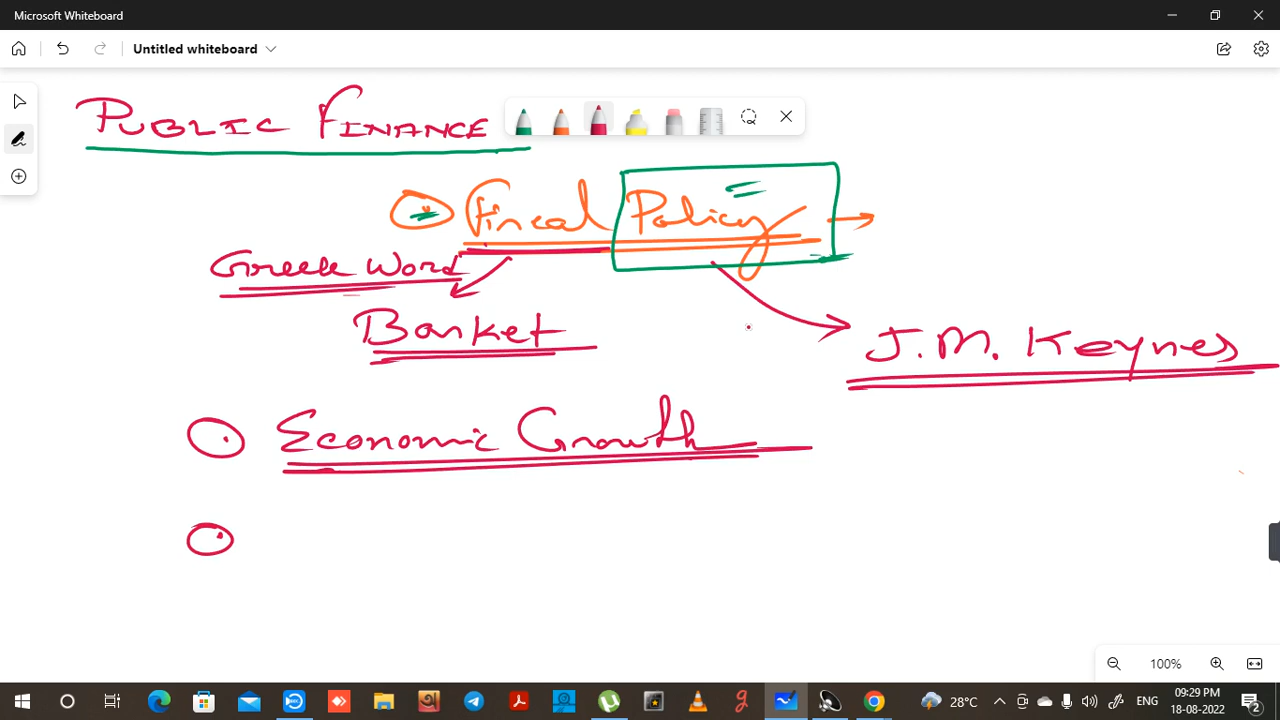 Microsoft Whiteboard
Untitled whiteboard
PUBLIC FINANCE
Fiscal Policy
Greek Word
Basket
J.M. Keynes
Economic Growth
100%
28°C
ENG
09:29 PM
18-08-2022
2